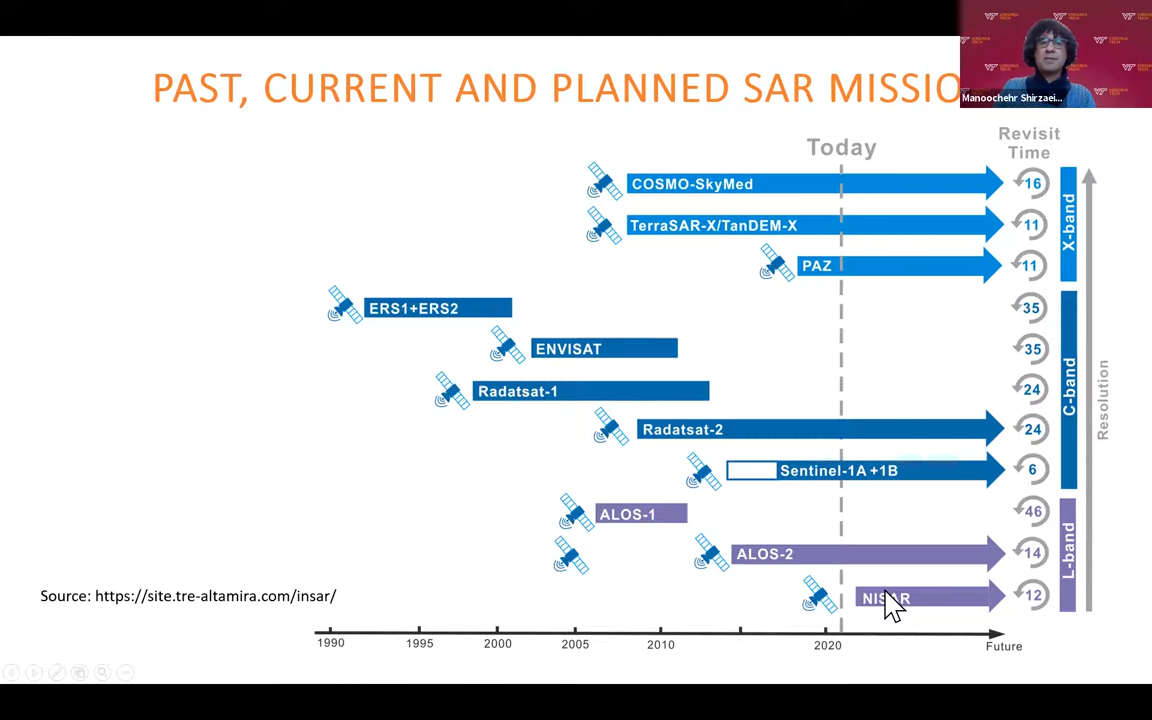 PAST, CURRENT AND PLANNED SAR MISSIO
Manoochehr Shirzaei...
Today
Revisit
Time
COSMO-SkyMed
16
TerraSAR-X/TanDEM-X
11
PAZ
11
X-band
ERS1+ERS2
35
ENVISAT
35
Radatsat-1
24
Radatsat-2
24
Sentinel-1A +1B
6
C-band
Resolution
ALOS-1
46
ALOS-2
14
NISAR
12
L-band
Source: https://site.tre-altamira.com/insar/
1990
1995
2000
2005
2010
2020
Future